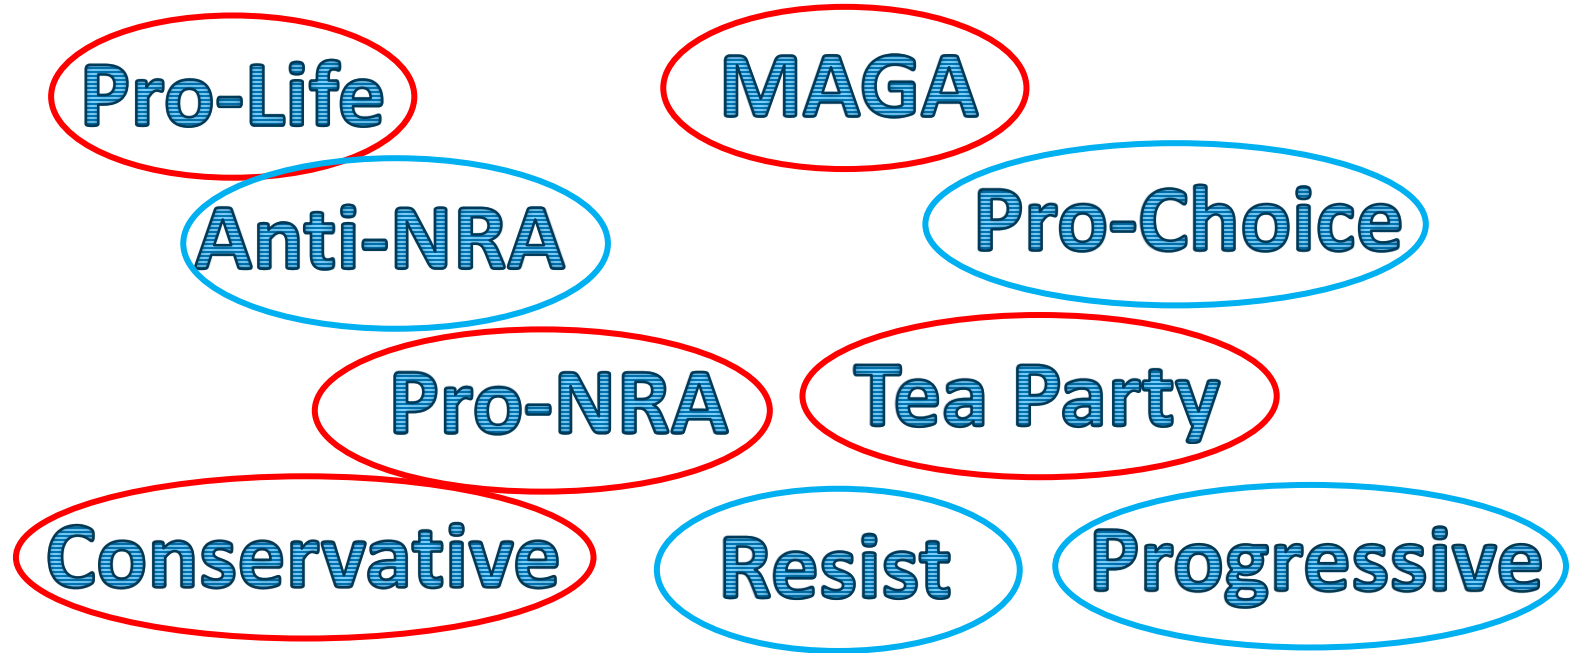 Pro-Life
MAGA
Anti-NRA
Pro-Choice
Pro-NRA
Tea Party
Conservative
Resist
Progressive